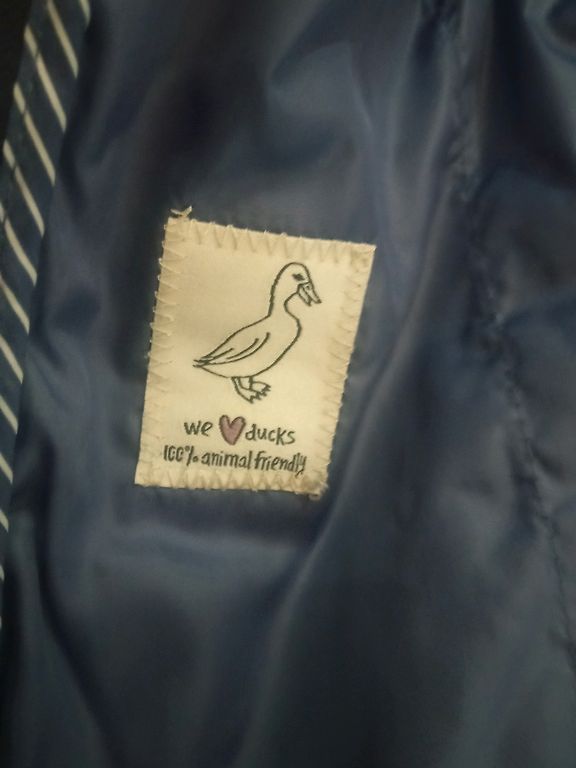 we ♥ ducks
100% animal friendly